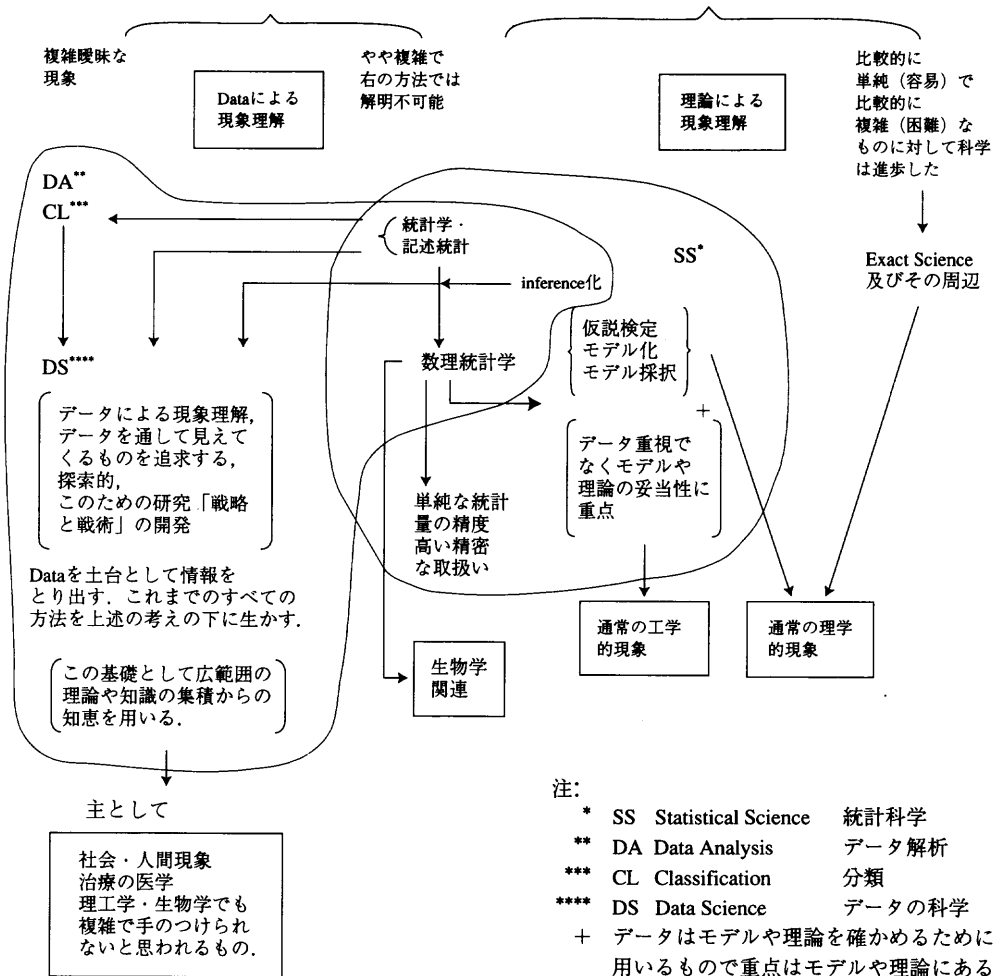 複雑曖昧な
現象
Dataによる
現象理解
やや複雑で
右の方法では
解明不可能
理論による
現象理解
比較的に
単純（容易）で
比較的に
複雑（困難）な
ものに対して科学
は進歩した
DA**
CL***
統計学・
記述統計
SS*
Exact Science
及びその周辺
inference化
仮説検定
モデル化
モデル採択
DS****
数理統計学
+
データによる現象理解,
データを通して見えて
くるものを追求する,
探索的,
このための研究「戦略
と戦術」の開発
データ重視で
なくモデルや
理論の妥当性に
重点
単純な統計
量の精度
高い精密
な取扱い
Dataを土台として情報を
とり出す．これまでのすべての
方法を上述の考えの下に生かす．
通常の工学
的現象
通常の理学
的現象
生物学
関連
この基礎として広範囲の
理論や知識の集積からの
知恵を用いる．
主として
社会・人間現象
治療の医学
理工学・生物学でも
複雑で手のつけられ
ないと思われるもの．
注：
* SS Statistical Science 統計科学
** DA Data Analysis データ解析
*** CL Classification 分類
**** DS Data Science データの科学
+ データはモデルや理論を確かめるために
用いるもので重点はモデルや理論にある